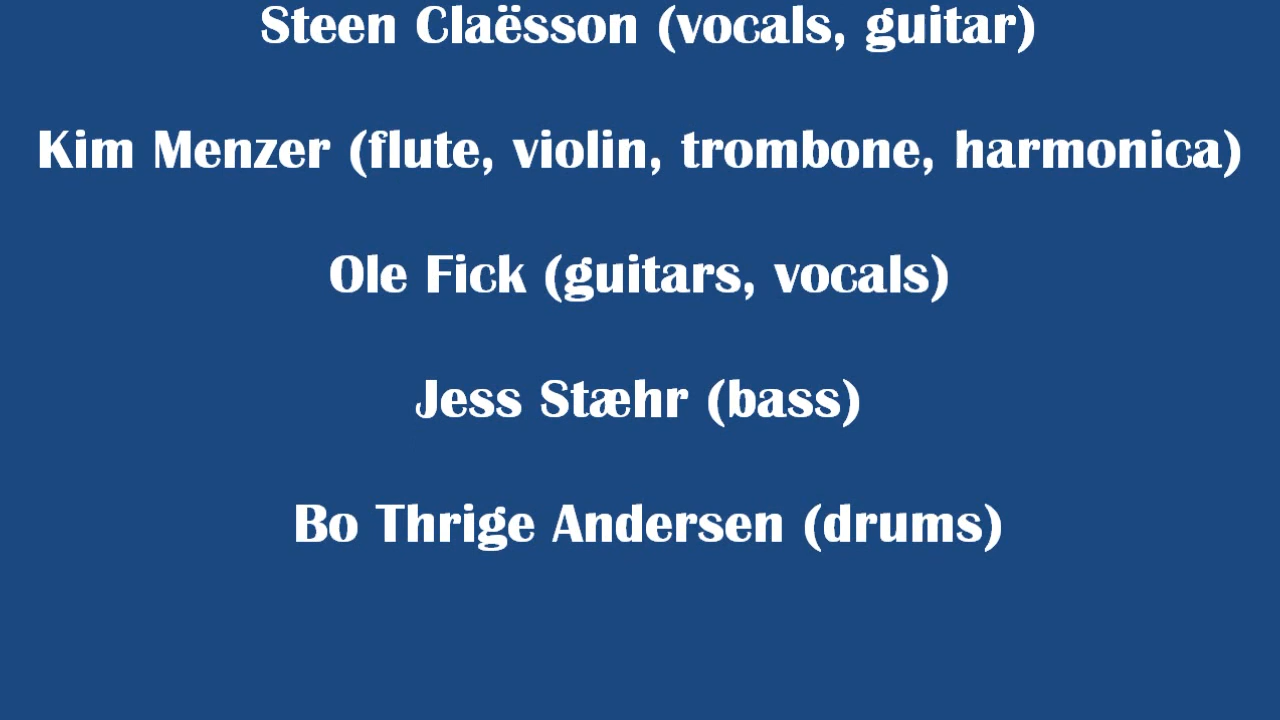 Steen Claësson (vocals, guitar)
Kim Menzer (flute, violin, trombone, harmonica)
Ole Fick (guitars, vocals)
Jess Stæhr (bass)
Bo Thrige Andersen (drums)